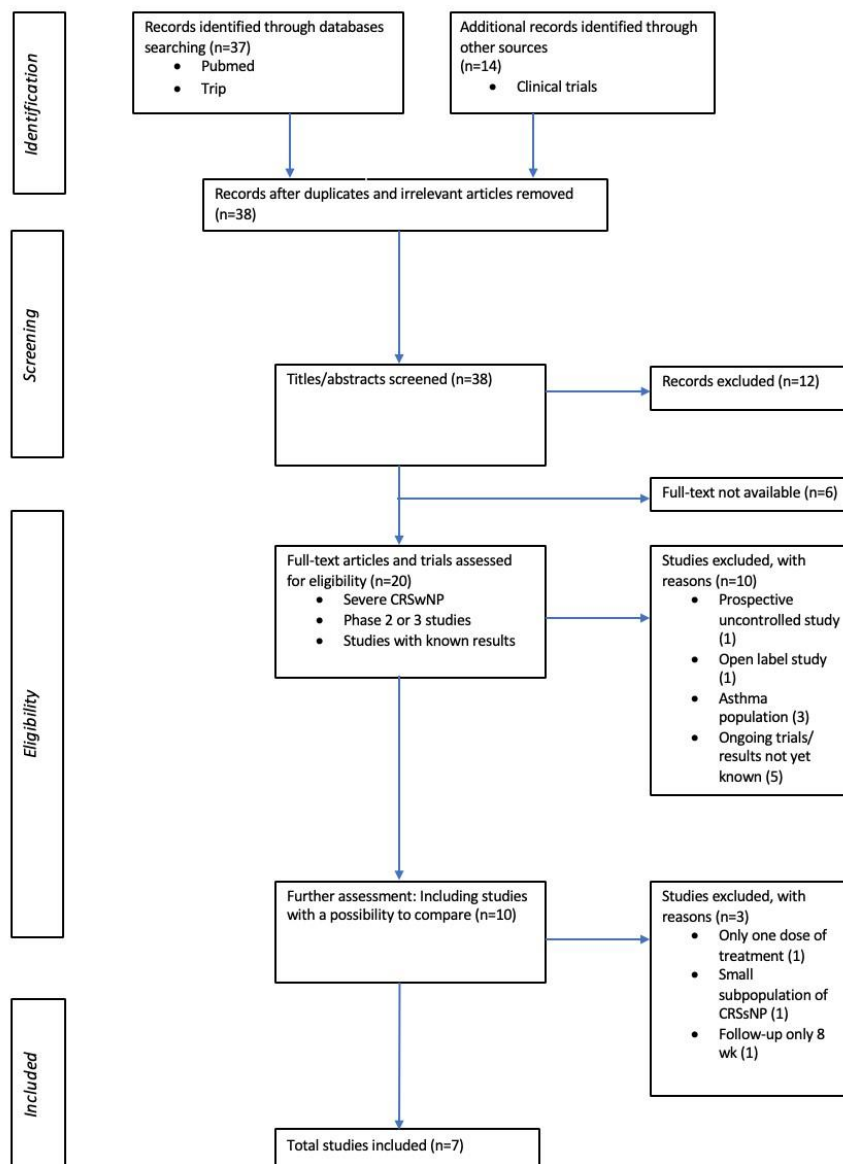 Identification
Records identified through databases
searching (n=37)
• Pubmed
• Trip
Additional records identified through
other sources
(n=14)
• Clinical trials
Records after duplicates and irrelevant articles removed
(n=38)
Screening
Titles/abstracts screened (n=38)
Records excluded (n=12)
Full-text not available (n=6)
Eligibility
Full-text articles and trials assessed
for eligibility (n=20)
• Severe CRSwNP
• Phase 2 or 3 studies
• Studies with known results
Studies excluded, with
reasons (n=10)
• Prospective
uncontrolled study
(1)
• Open label study
(1)
• Asthma
population (3)
• Ongoing trials/
results not yet
known (5)
Further assessment: Including studies
with a possibility to compare (n=10)
Studies excluded, with
reasons (n=3)
• Only one dose of
treatment (1)
• Small
subpopulation of
CRSsNP (1)
• Follow-up only 8
wk (1)
Included
Total studies included (n=7)